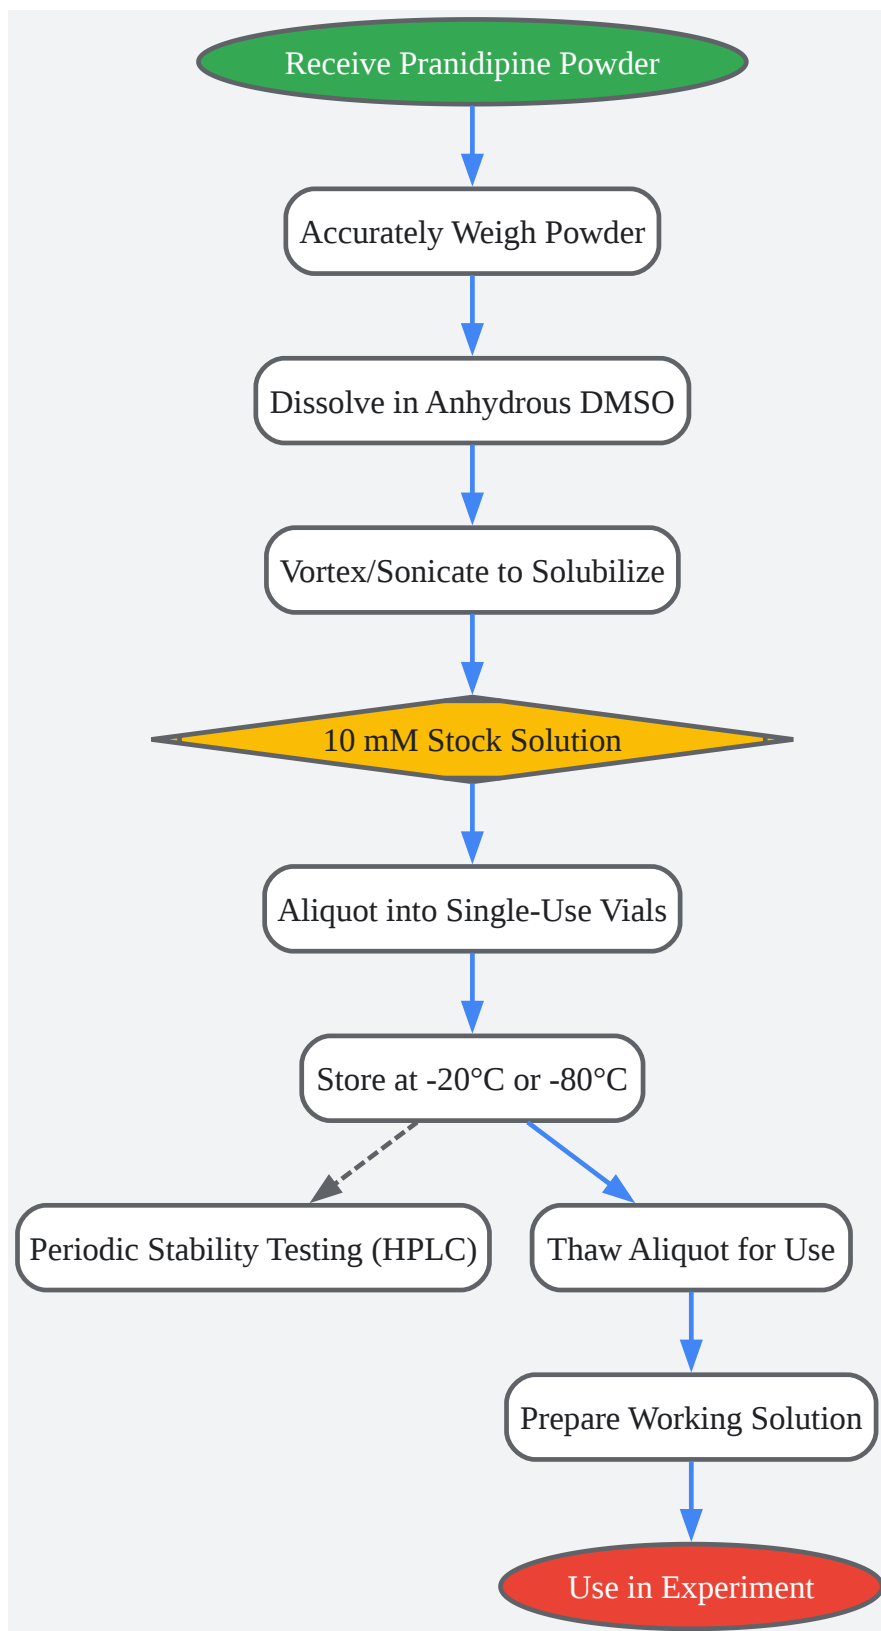 Receive Pranidipine Powder
Accurately Weigh Powder
Dissolve in Anhydrous DMSO
Vortex/Sonicate to Solubilize
10 mM Stock Solution
Aliquot into Single-Use Vials
Store at -20°C or -80°C
Periodic Stability Testing (HPLC)
Thaw Aliquot for Use
Prepare Working Solution
Use in Experiment